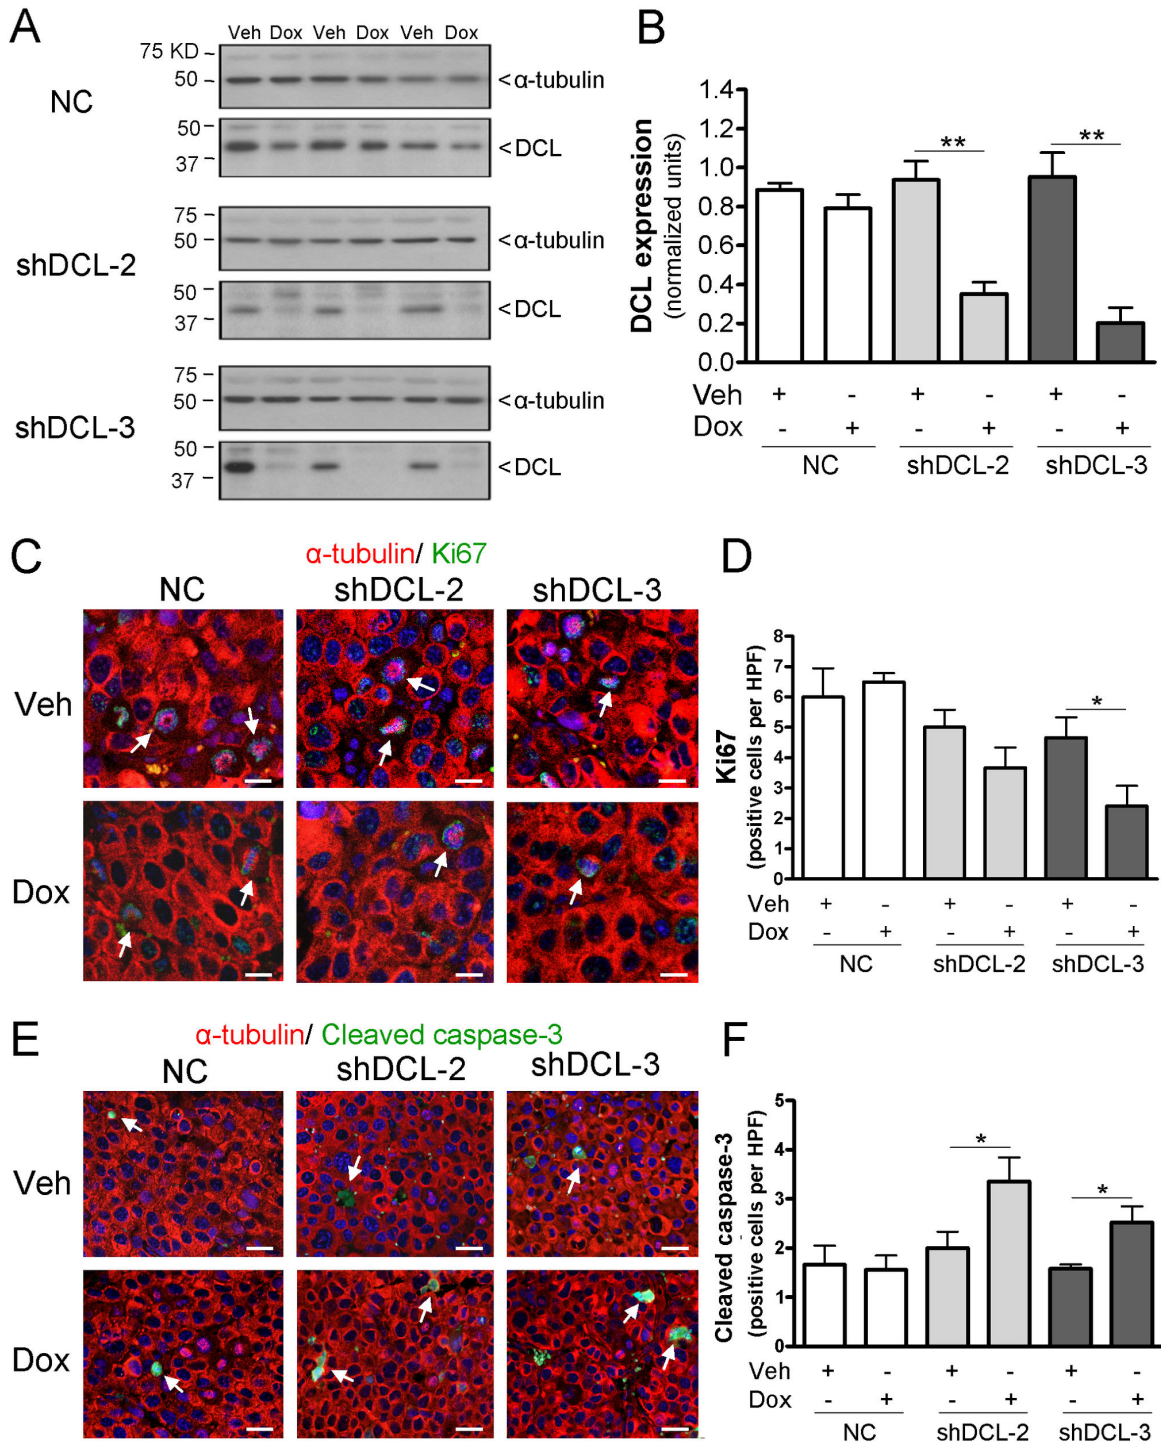 A
Veh Dox Veh Dox Veh Dox
75 KD
50
<α-tubulin
NC
50
37
<DCL
75
50
<α-tubulin
shDCL-2
50
37
<DCL
75
50
<α-tubulin
shDCL-3
50
37
<DCL
B
DCL expression
(normalized units)
1.4
1.2
1.0
0.8
0.6
0.4
0.2
0.0
**
**
Veh + - + - + -
Dox - + - + - +
NC shDCL-2 shDCL-3
C
α-tubulin/ Ki67
NC shDCL-2 shDCL-3
Veh
Dox
D
Ki67
(positive cells per HPF)
8
7
6
5
4
3
2
1
0
*
Veh + - + - + -
Dox - + - + - +
NC shDCL-2 shDCL-3
E
α-tubulin/ Cleaved caspase-3
NC shDCL-2 shDCL-3
Veh
Dox
F
Cleaved caspase-3
(positive cells per HPF)
5
4
3
2
1
0
*
*
Veh + - + - + -
Dox - + - + - +
NC shDCL-2 shDCL-3